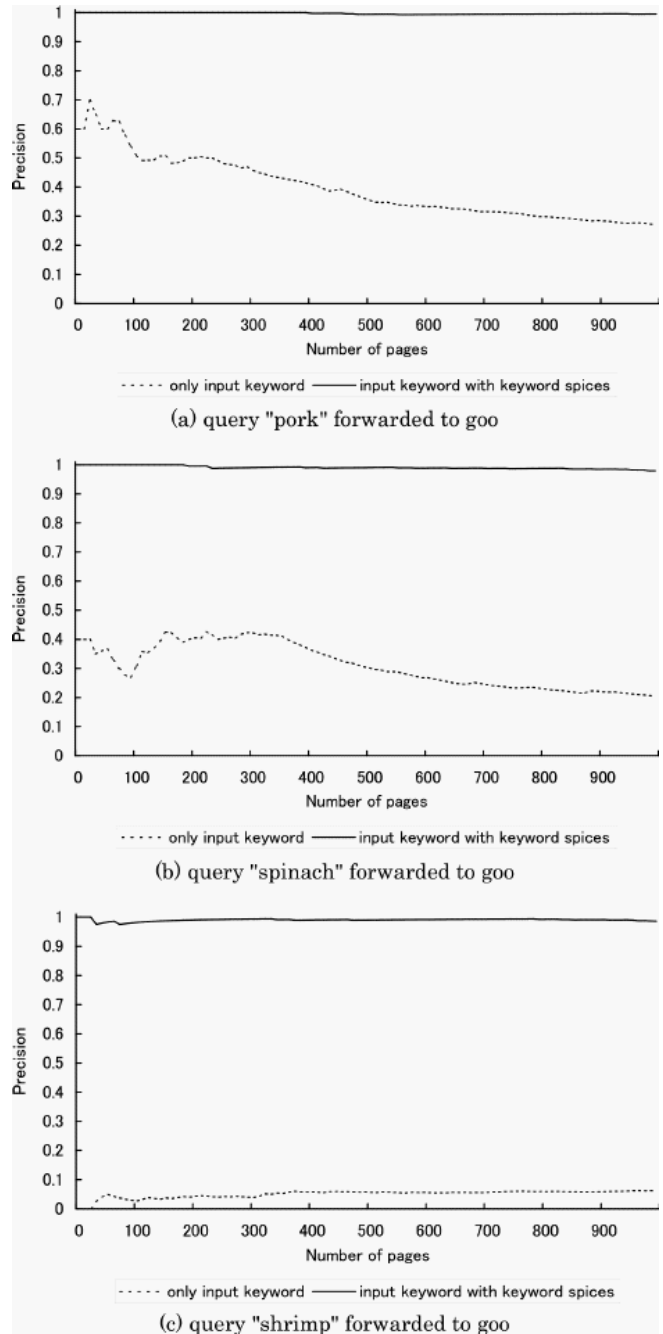 1
0.9
0.8
0.7
0.6
0.5
0.4
0.3
0.2
0.1
0
Precision
0 100 200 300 400 500 600 700 800 900
Number of pages
only input keyword input keyword with keyword spices
(a) query "pork" forwarded to goo
1
0.9
0.8
0.7
0.6
0.5
0.4
0.3
0.2
0.1
0
Precision
0 100 200 300 400 500 600 700 800 900
Number of pages
only input keyword input keyword with keyword spices
(b) query "spinach" forwarded to goo
1
0.9
0.8
0.7
0.6
0.5
0.4
0.3
0.2
0.1
0
Precision
0 100 200 300 400 500 600 700 800 900
Number of pages
only input keyword input keyword with keyword spices
(c) query "shrimp" forwarded to goo